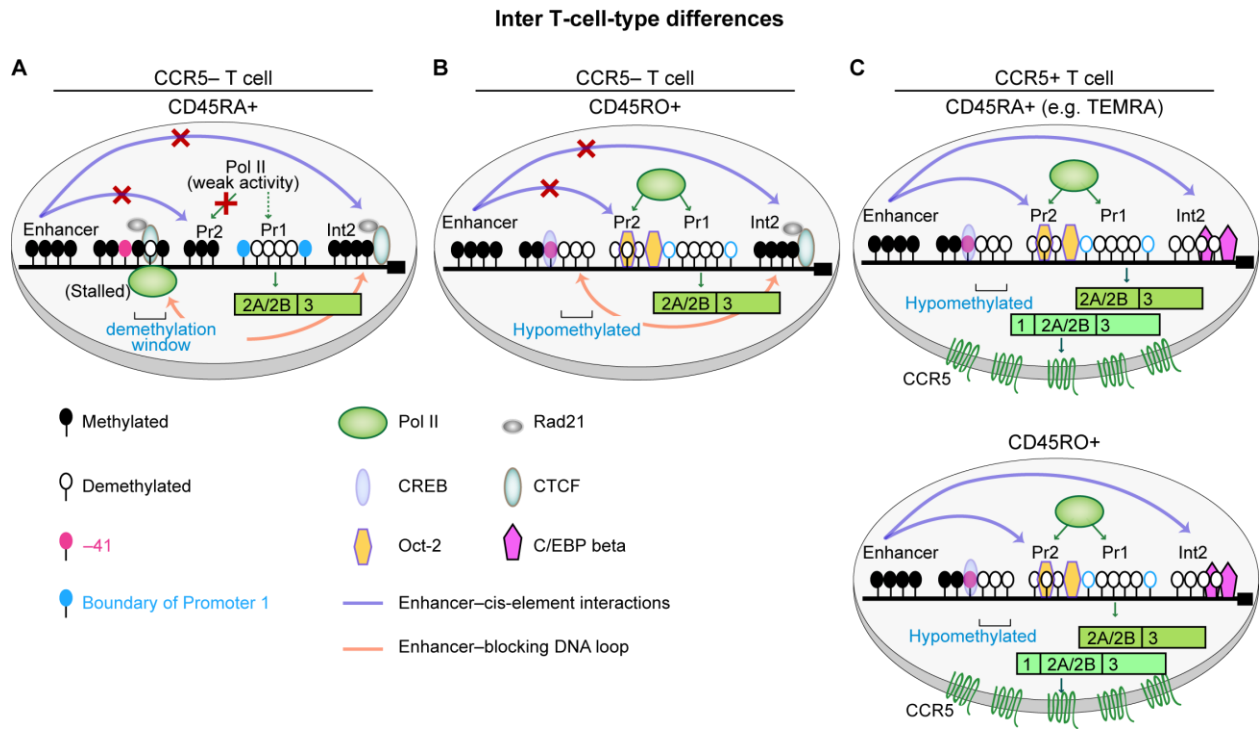 Inter T-cell-type differences
A
CCR5– T cell
CD45RA+
Pol II
(weak activity)
Enhancer
Pr2
Pr1
Int2
(Stalled)
2A/2B 3
demethylation
window
B
CCR5– T cell
CD45RO+
Enhancer
Pr2
Pr1
Int2
Hypomethylated
2A/2B 3
C
CCR5+ T cell
CD45RA+ (e.g. TEMRA)
Enhancer
Pr2
Pr1
Int2
Hypomethylated
2A/2B 3
1 2A/2B 3
CCR5
CD45RO+
Enhancer
Pr2
Pr1
Int2
Hypomethylated
2A/2B 3
1 2A/2B 3
CCR5
Methylated
Demethylated
–41
Boundary of Promoter 1
Pol II
CREB
Oct-2
Rad21
CTCF
C/EBP beta
Enhancer–cis-element interactions
Enhancer–blocking DNA loop